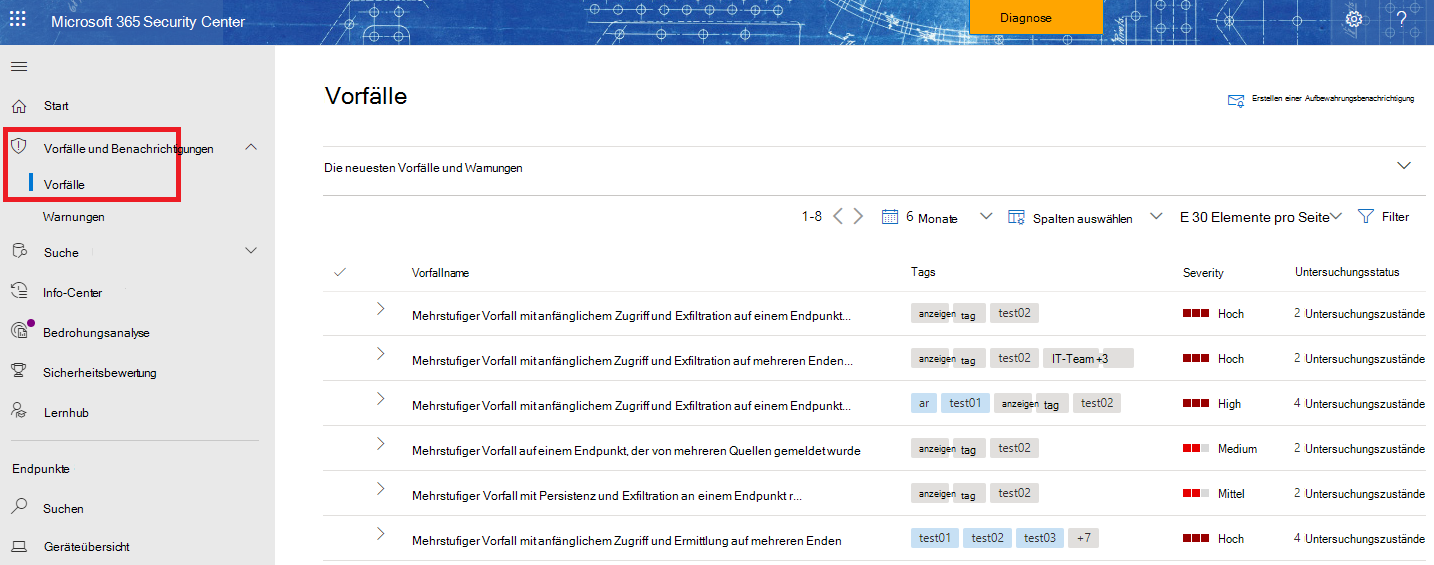 Microsoft 365 Security Center
Diagnose
?
Start
Vorfälle und Benachrichtigungen
Vorfälle
Warnungen
Suche
Info-Center
Bedrohungsanalyse
Sicherheitsbewertung
Lernhub
Endpunkte
Suchen
Geräteübersicht
Vorfälle
Erstellen einer Aufbewahrungsbenachrichtigung
Die neuesten Vorfälle und Warnungen
1-8 6 Monate Spalten auswählen E 30 Elemente pro Seite Filter
Vorfallname Tags Severity Untersuchungsstatus
Mehrstufiger Vorfall mit anfänglichem Zugriff und Exfiltration auf einem Endpunkt... anzeigen tag test02 Hoch 2 Untersuchungszustände
Mehrstufiger Vorfall mit anfänglichem Zugriff und Exfiltration auf mehreren Enden... anzeigen tag test02 IT-Team +3 Hoch 2 Untersuchungszustände
Mehrstufiger Vorfall mit anfänglichem Zugriff und Exfiltration auf einem Endpunkt... ar test01 anzeigen tag test02 High 4 Untersuchungszustände
Mehrstufiger Vorfall auf einem Endpunkt, der von mehreren Quellen gemeldet wurde anzeigen tag test02 Medium 2 Untersuchungszustände
Mehrstufiger Vorfall mit Persistenz und Exfiltration an einem Endpunkt r... anzeigen tag test02 Mittel 2 Untersuchungszustände
Mehrstufiger Vorfall mit anfänglichem Zugriff und Ermittlung auf mehreren Enden test01 test02 test03 +7 Hoch 4 Untersuchungszustände